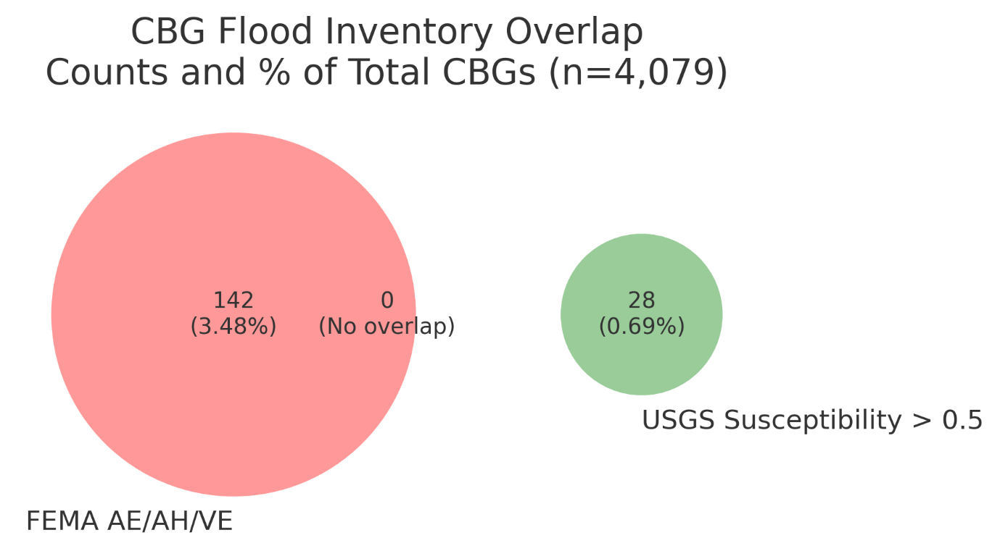 CBG Flood Inventory Overlap
Counts and % of Total CBGs (n=4,079)
142
(3.48%)
0
(No overlap)
28
(0.69%)
USGS Susceptibility > 0.5
FEMA AE/AH/VE